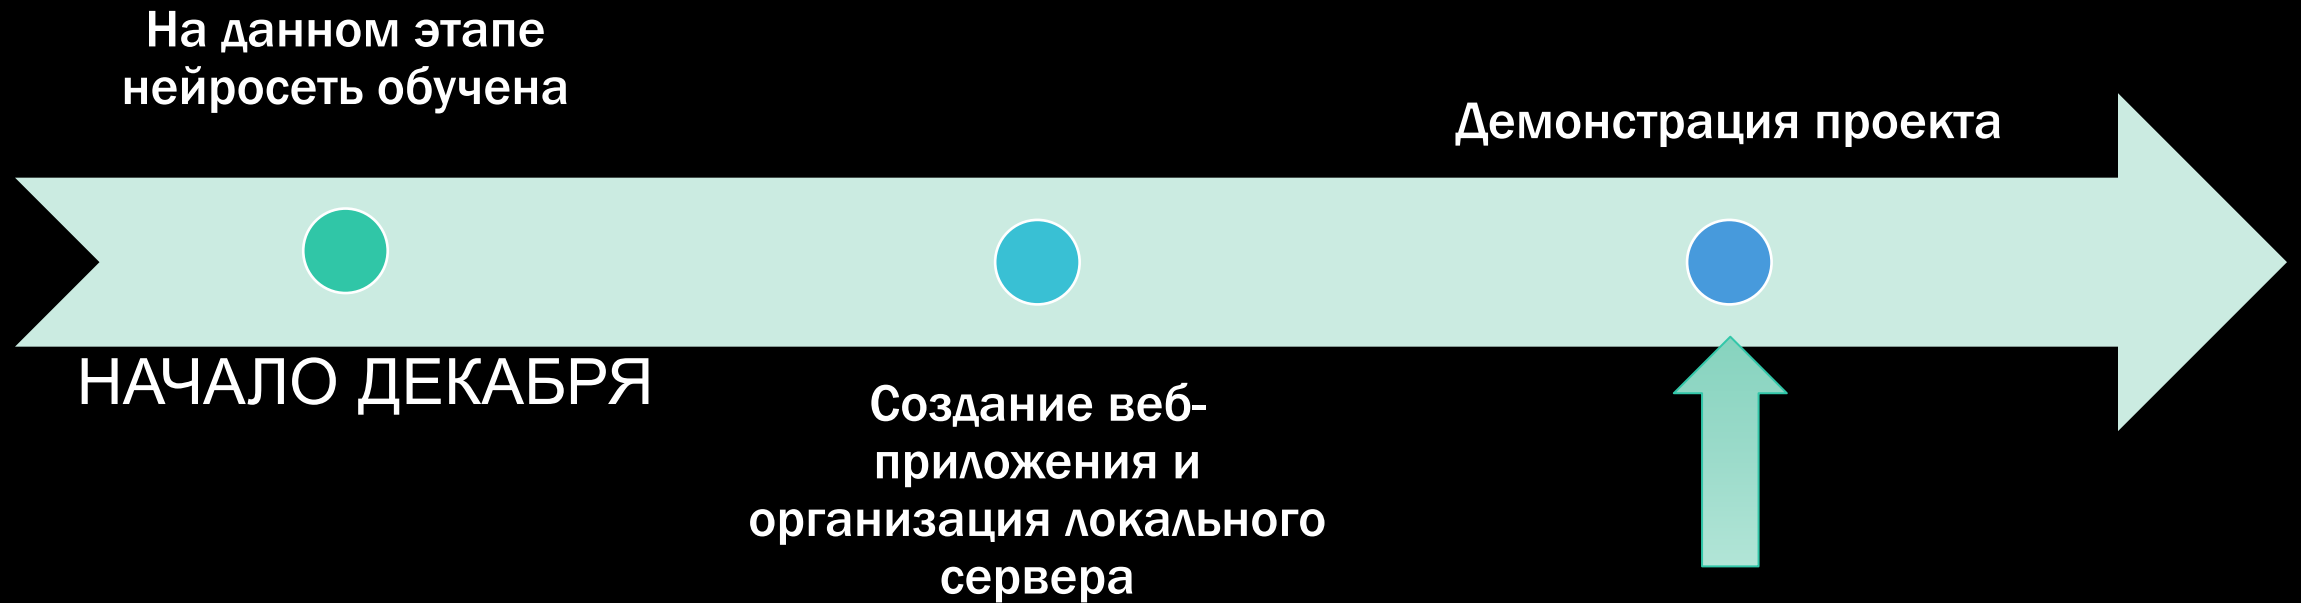 На данном этапе
нейросеть обучена
Демонстрация проекта
НАЧАЛО ДЕКАБРЯ
Создание веб-
приложения и
организация локального
сервера